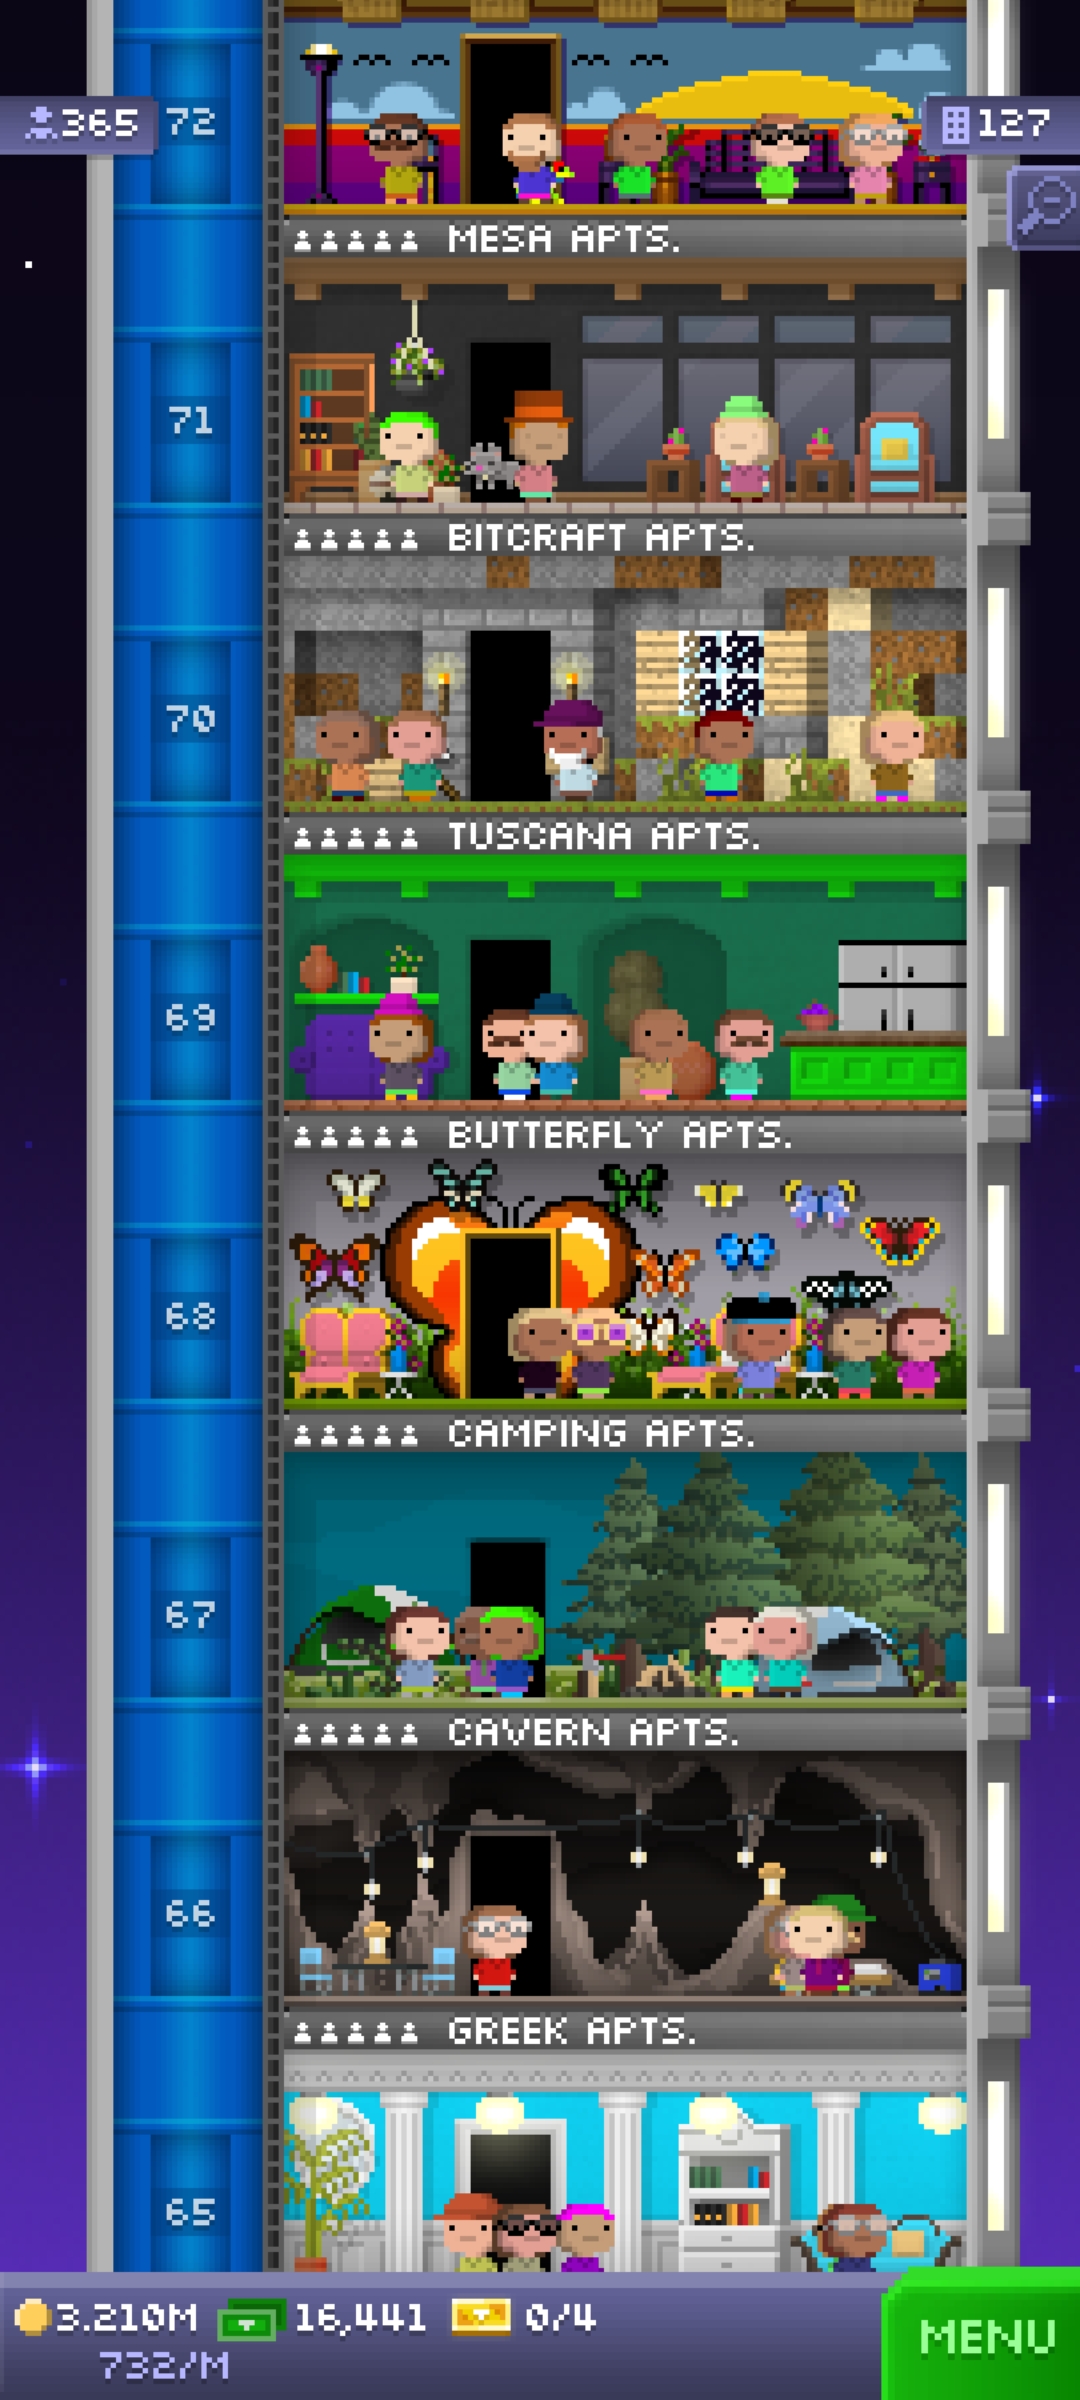 72
365
127
MESA APTS.
71
BITCRAFT APTS.
70
TUSCANA APTS.
69
BUTTERFLY APTS.
68
CAMPING APTS.
67
CAVERN APTS.
66
GREEK APTS.
65
3.210M 16,441 0/4
732/M
MENU